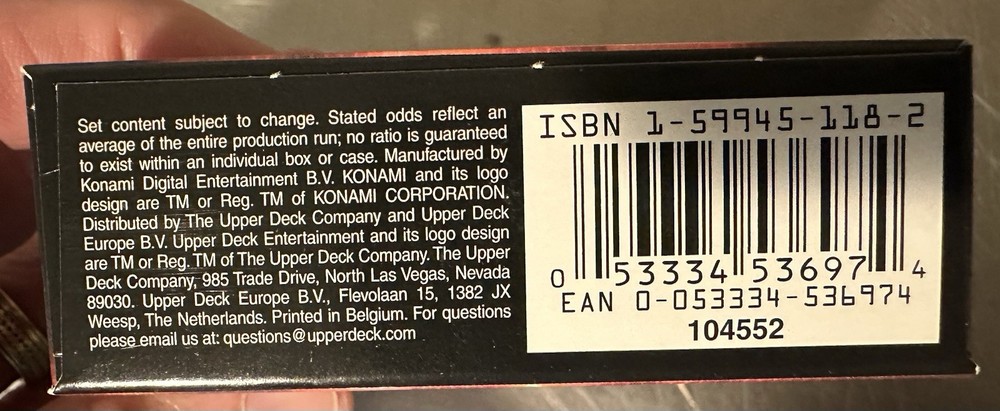 Set content subject to change. Stated odds reflect an
average of the entire production run; no ratio is guaranteed
to exist within an individual box or case. Manufactured by
Konami Digital Entertainment B.V. KONAMI and its logo
design are TM or Reg. TM of KONAMI CORPORATION.
Distributed by The Upper Deck Company and Upper Deck
Europe B.V. Upper Deck Entertainment and its logo design
are TM or Reg. TM of The Upper Deck Company. The Upper
Deck Company, 985 Trade Drive, North Las Vegas, Nevada
89030. Upper Deck Europe B.V., Flevolaan 15, 1382 JX
Weesp, The Netherlands. Printed in Belgium. For questions
please email us at: questions@upperdeck.com
ISBN 1-59945-118-2
0 53334 53697 4
EAN 0-053334-536974
104552